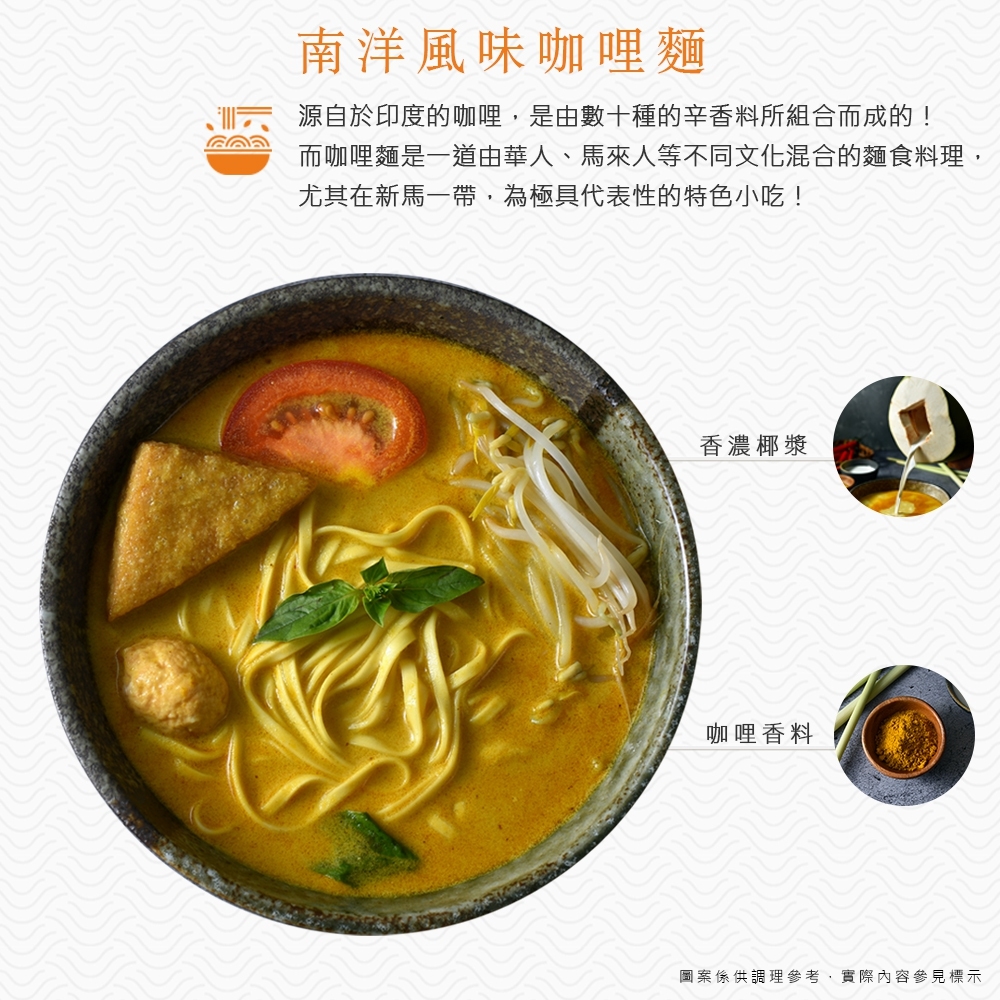 南洋風味咖哩麵
源自於印度的咖哩，是由數十種的辛香料所組合而成的！
而咖哩麵是一道由華人、馬來人等不同文化混合的麵食料理，
尤其在新馬一帶，為極具代表性的特色小吃！
香濃椰漿
咖哩香料
圖案係供調理參考，實際內容參見標示